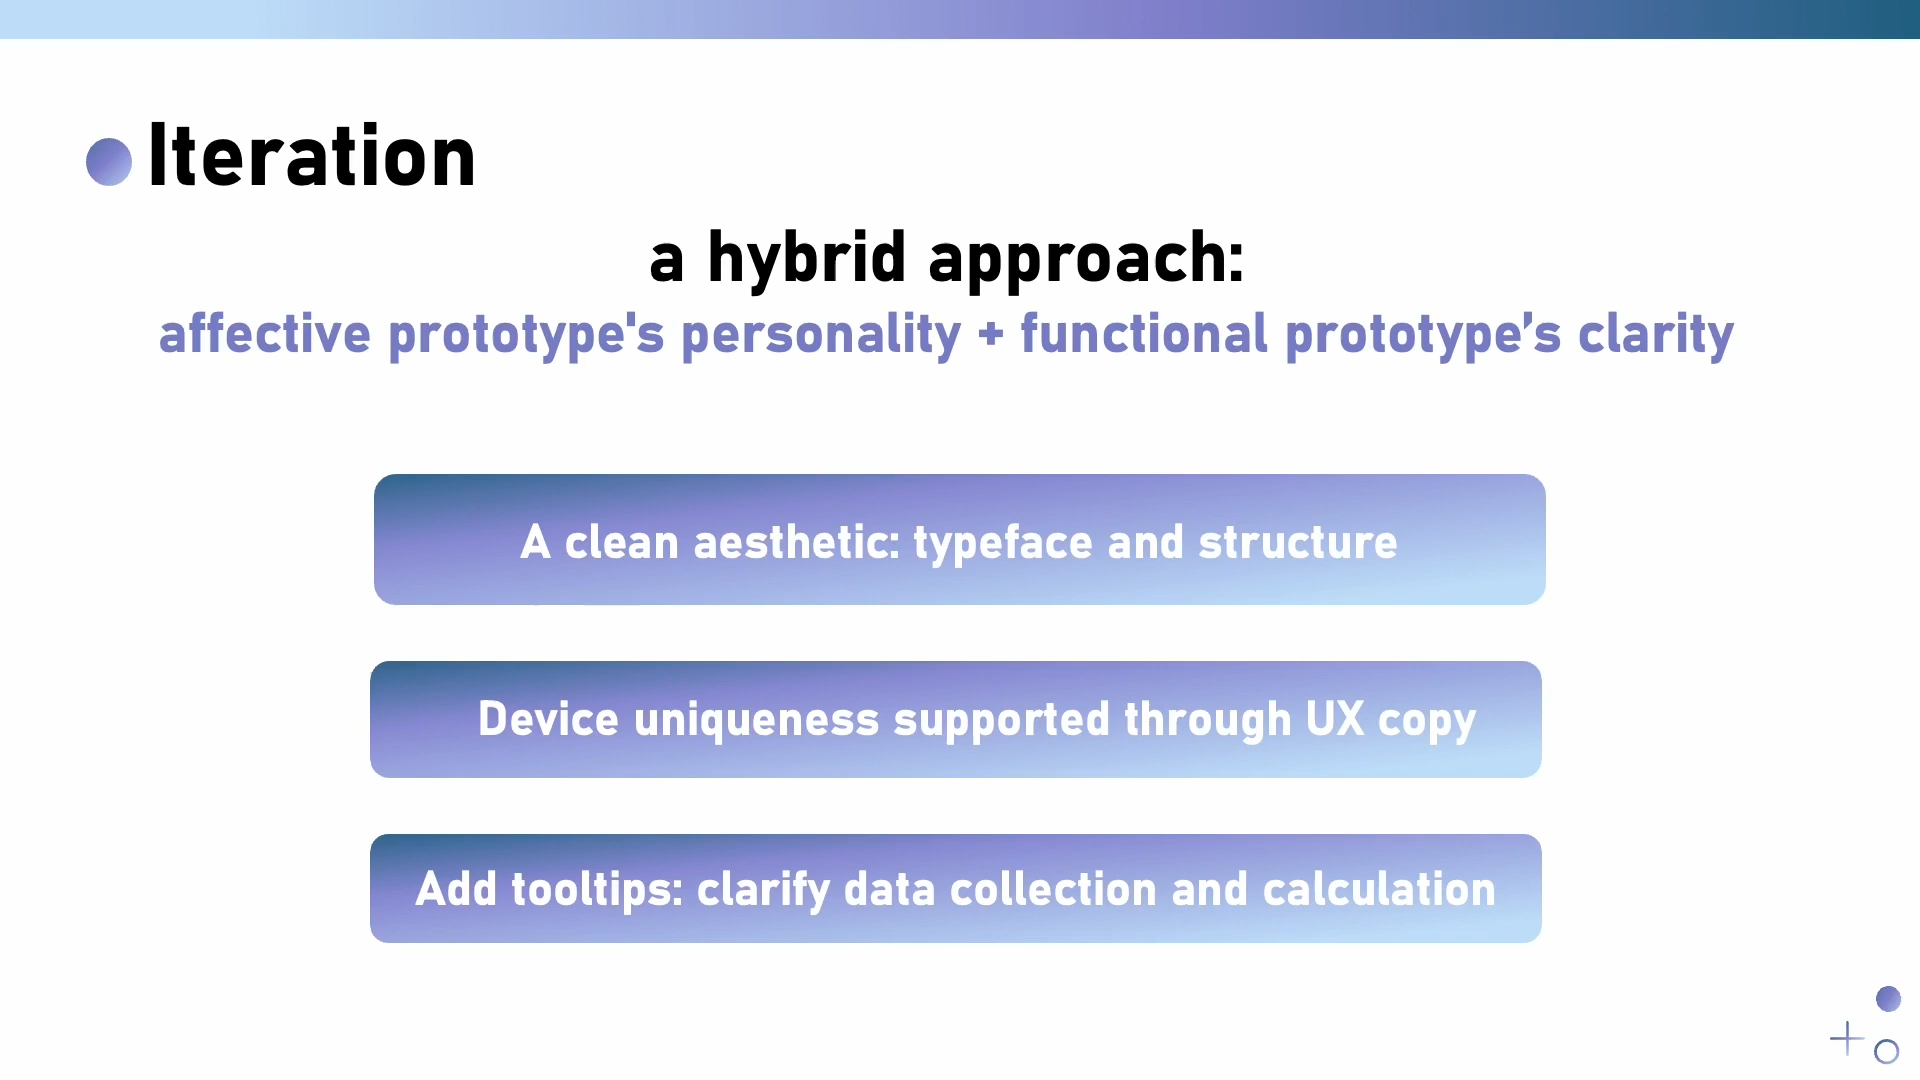 Iteration
a hybrid approach:
affective prototype's personality + functional prototype’s clarity
A clean aesthetic: typeface and structure
Device uniqueness supported through UX copy
Add tooltips: clarify data collection and calculation